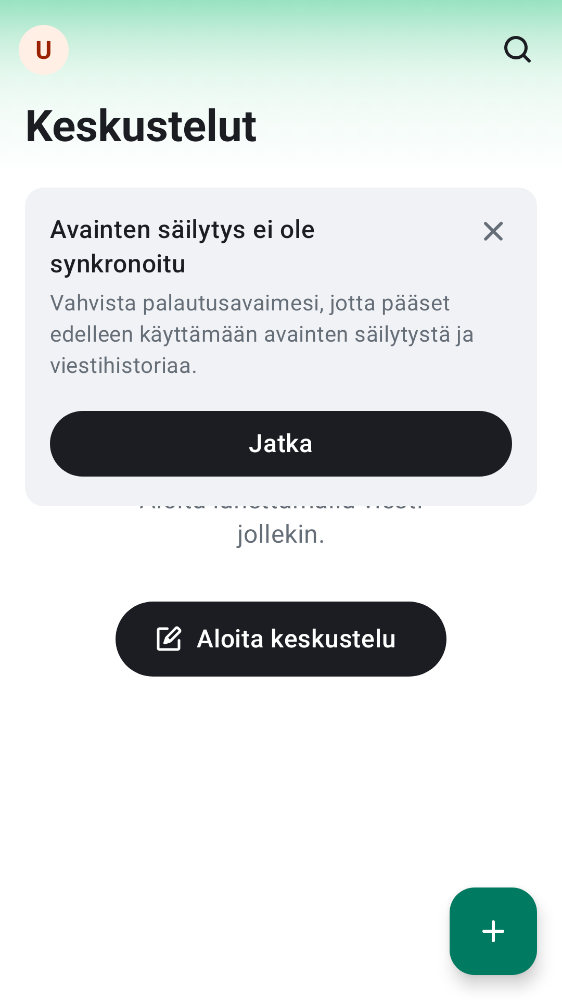 U
Keskustelut
Avainten säilytys ei ole
synkronoitu
Vahvista palautusavaimesi, jotta pääset
edelleen käyttämään avainten säilytystä ja
viestihistoriaa.
Jatka
jollekin.
Aloita keskustelu